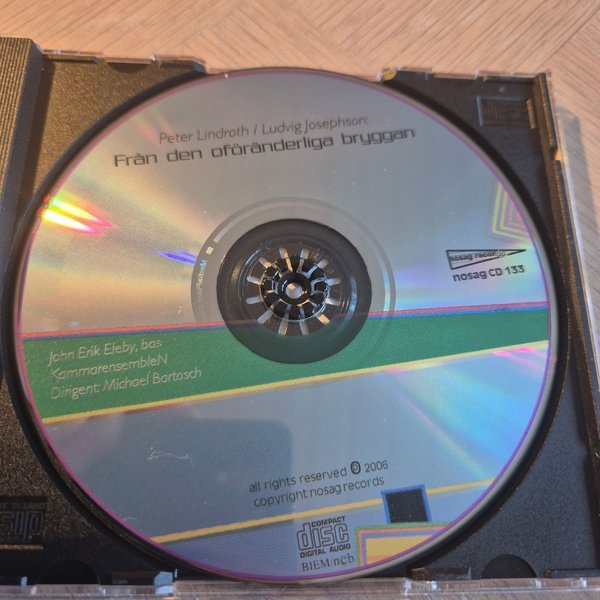 Peter Lindroth / Ludvig Josephson:
Från den oföränderliga bryggan
nosag records
nosag CD 133
John Erik Eleby, bas
KammarensembleN
Dirigent: Michael Bartosch
all rights reserved ℗ 2006
copyright nosag records
COMPACT
disc
DIGITAL AUDIO
BIEM/ncb